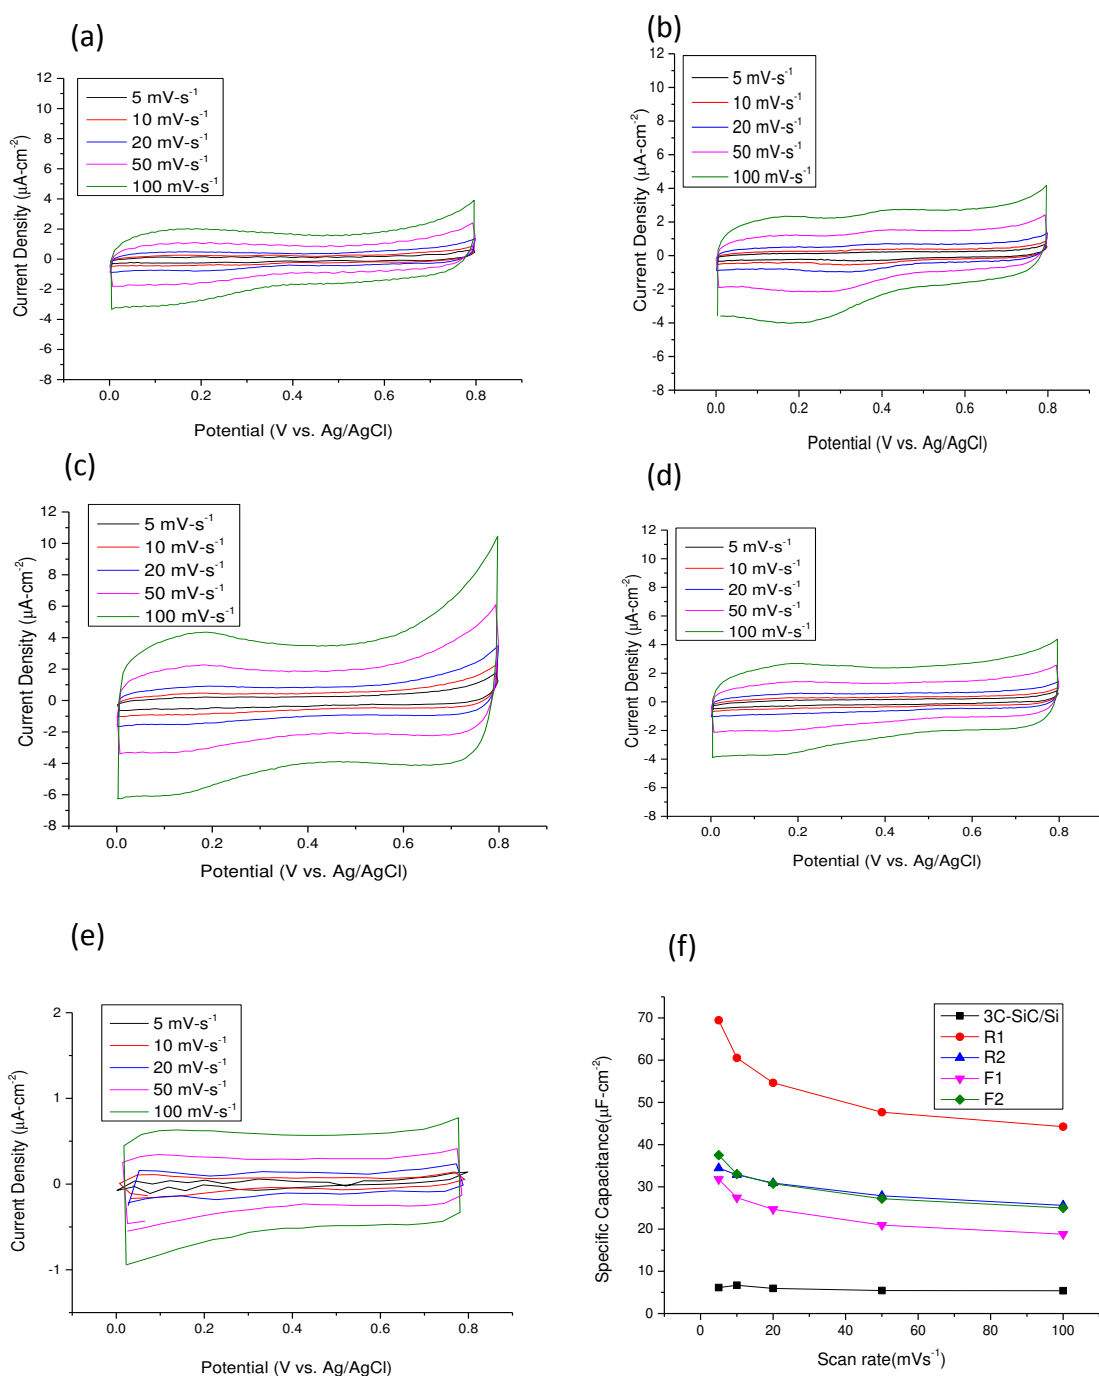 (a)
12
10
8
6
4
2
0
-2
-4
-6
-8
0.0 0.2 0.4 0.6 0.8
Current Density (µA-cm⁻²)
Potential (V vs. Ag/AgCl)
5 mV-s⁻¹
10 mV-s⁻¹
20 mV-s⁻¹
50 mV-s⁻¹
100 mV-s⁻¹
(b)
12
10
8
6
4
2
0
-2
-4
-6
-8
0.0 0.2 0.4 0.6 0.8
Current Density (µA-cm⁻²)
Potential (V vs. Ag/AgCl)
5 mV-s⁻¹
10 mV-s⁻¹
20 mV-s⁻¹
50 mV-s⁻¹
100 mV-s⁻¹
(c)
12
10
8
6
4
2
0
-2
-4
-6
-8
0.0 0.2 0.4 0.6 0.8
Current Density (µA-cm⁻²)
Potential (V vs. Ag/AgCl)
5 mV-s⁻¹
10 mV-s⁻¹
20 mV-s⁻¹
50 mV-s⁻¹
100 mV-s⁻¹
(d)
12
10
8
6
4
2
0
-2
-4
-6
-8
0.0 0.2 0.4 0.6 0.8
Current Density (µA-cm⁻²)
Potential (V vs. Ag/AgCl)
5 mV-s⁻¹
10 mV-s⁻¹
20 mV-s⁻¹
50 mV-s⁻¹
100 mV-s⁻¹
(e)
2
1
0
-1
0.0 0.2 0.4 0.6 0.8
Current Density (µA-cm⁻²)
Potential (V vs. Ag/AgCl)
5 mV-s⁻¹
10 mV-s⁻¹
20 mV-s⁻¹
50 mV-s⁻¹
100 mV-s⁻¹
(f)
70
60
50
40
30
20
10
0
0 20 40 60 80 100
Specific Capacitance(µF-cm⁻²)
Scan rate(mVs⁻¹)
3C-SiC/Si
R1
R2
F1
F2